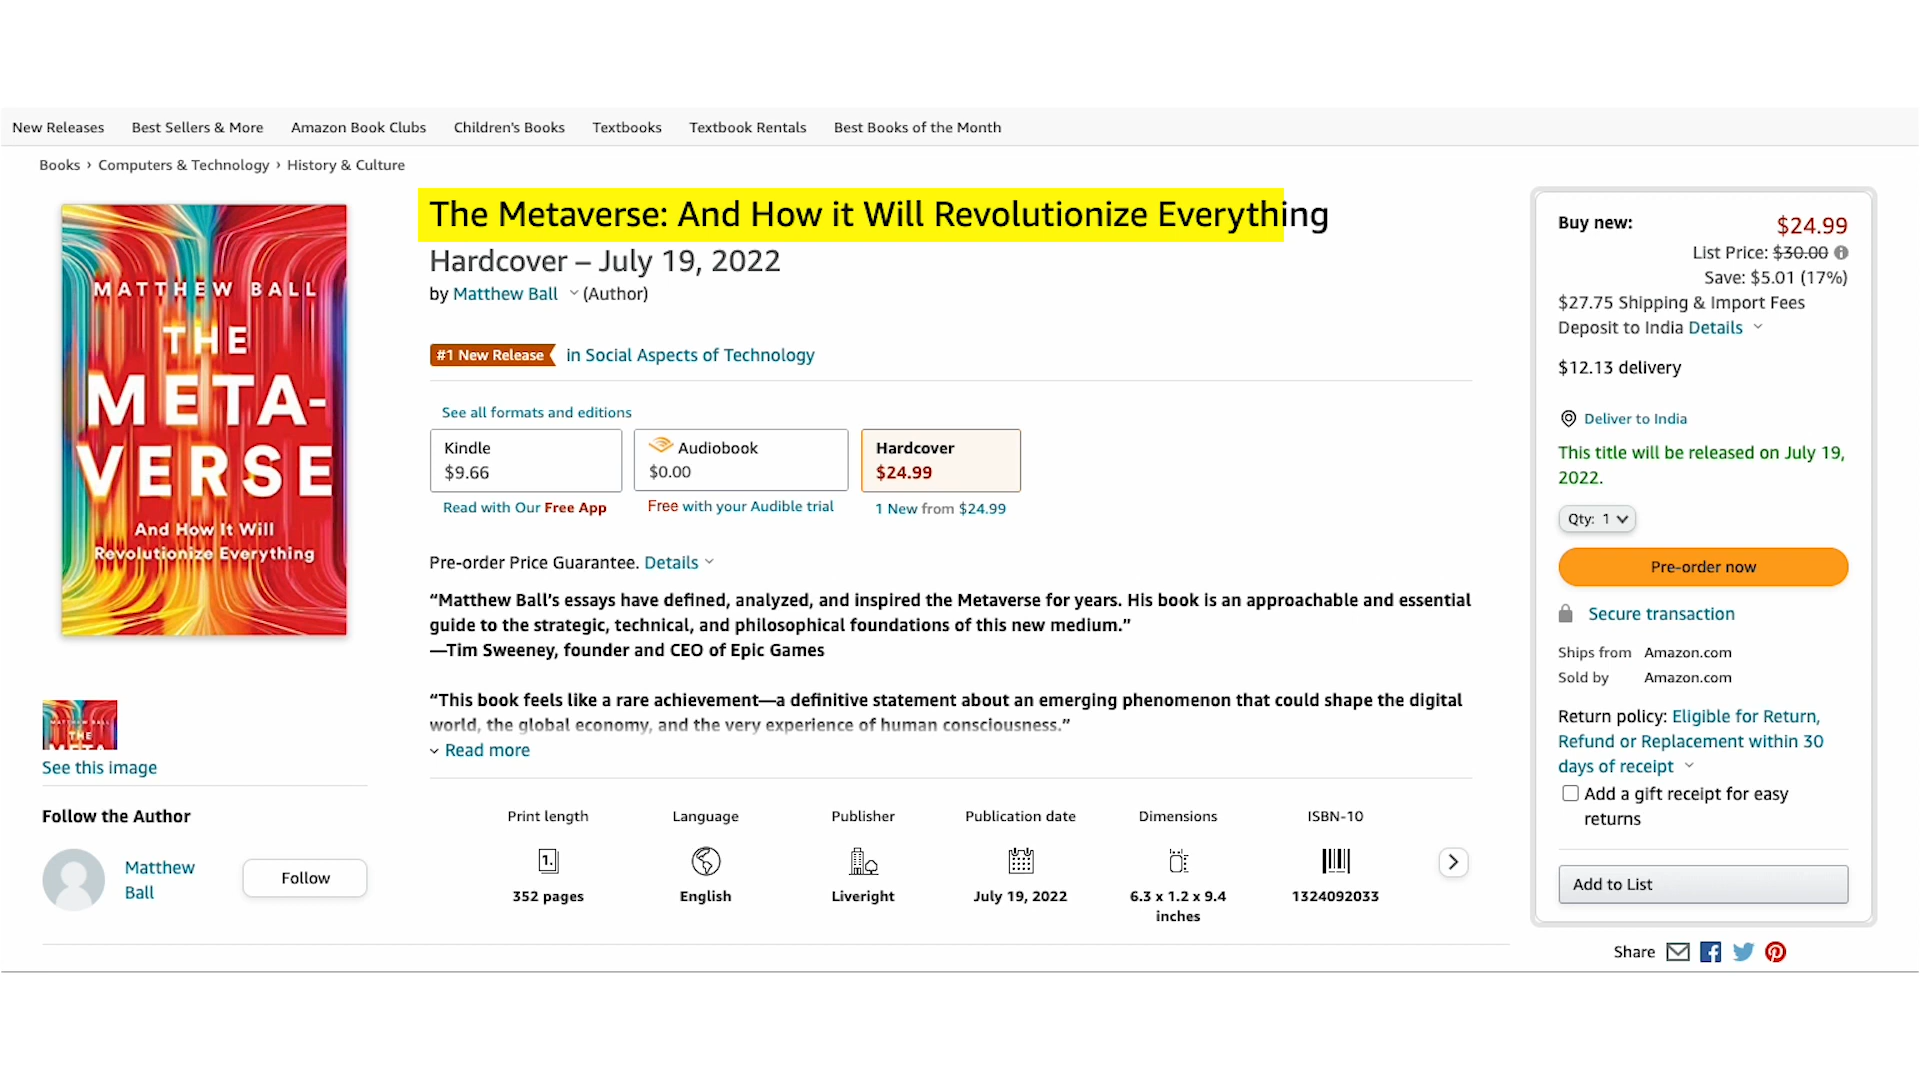 New Releases Best Sellers & More Amazon Book Clubs Children's Books Textbooks Textbook Rentals Best Books of the Month
Books › Computers & Technology › History & Culture
MATTHEW BALL
THE
META-
VERSE
And How It Will
Revolutionize Everything
MATTHEW BALL
THE
META
See this image
Follow the Author
Matthew
Ball
Follow
The Metaverse: And How it Will Revolutionize Everything
Hardcover – July 19, 2022
by Matthew Ball (Author)
#1 New Release in Social Aspects of Technology
See all formats and editions
Kindle
$9.66
Read with Our Free App
Audiobook
$0.00
Free with your Audible trial
Hardcover
$24.99
1 New from $24.99
Pre-order Price Guarantee. Details
“Matthew Ball’s essays have defined, analyzed, and inspired the Metaverse for years. His book is an approachable and essential
guide to the strategic, technical, and philosophical foundations of this new medium.”
—Tim Sweeney, founder and CEO of Epic Games
“This book feels like a rare achievement—a definitive statement about an emerging phenomenon that could shape the digital
world, the global economy, and the very experience of human consciousness.”
Read more
Print length
1.
352 pages
Language
English
Publisher
Liveright
Publication date
July 19, 2022
Dimensions
6.3 x 1.2 x 9.4
inches
ISBN-10
1324092033
Buy new: $24.99
List Price: $30.00
Save: $5.01 (17%)
$27.75 Shipping & Import Fees
Deposit to India Details
$12.13 delivery
Deliver to India
This title will be released on July 19,
2022.
Qty: 1
Pre-order now
Secure transaction
Ships from Amazon.com
Sold by Amazon.com
Return policy: Eligible for Return,
Refund or Replacement within 30
days of receipt
Add a gift receipt for easy
returns
Add to List
Share